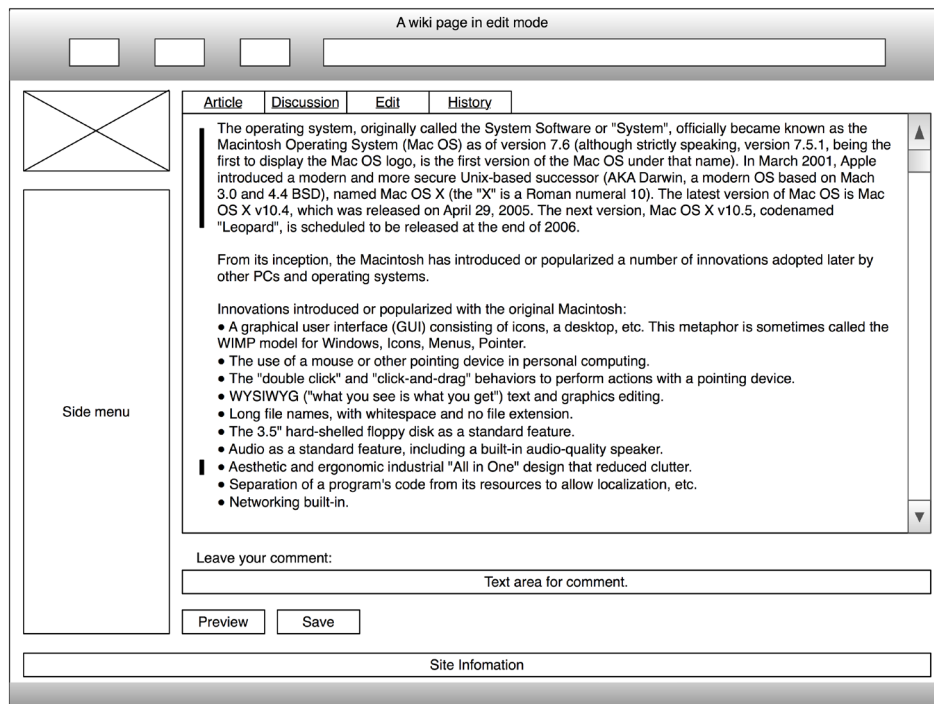 A wiki page in edit mode
Article Discussion Edit History
The operating system, originally called the System Software or "System", officially became known as the
Macintosh Operating System (Mac OS) as of version 7.6 (although strictly speaking, version 7.5.1, being the
first to display the Mac OS logo, is the first version of the Mac OS under that name). In March 2001, Apple
introduced a modern and more secure Unix-based successor (AKA Darwin, a modern OS based on Mach
3.0 and 4.4 BSD), named Mac OS X (the "X" is a Roman numeral 10). The latest version of Mac OS is Mac
OS X v10.4, which was released on April 29, 2005. The next version, Mac OS X v10.5, codenamed
"Leopard", is scheduled to be released at the end of 2006.
From its inception, the Macintosh has introduced or popularized a number of innovations adopted later by
other PCs and operating systems.
Innovations introduced or popularized with the original Macintosh:
● A graphical user interface (GUI) consisting of icons, a desktop, etc. This metaphor is sometimes called the
WIMP model for Windows, Icons, Menus, Pointer.
● The use of a mouse or other pointing device in personal computing.
● The "double click" and "click-and-drag" behaviors to perform actions with a pointing device.
● WYSIWYG ("what you see is what you get") text and graphics editing.
● Long file names, with whitespace and no file extension.
● The 3.5" hard-shelled floppy disk as a standard feature.
● Audio as a standard feature, including a built-in audio-quality speaker.
● Aesthetic and ergonomic industrial "All in One" design that reduced clutter.
● Separation of a program's code from its resources to allow localization, etc.
● Networking built-in.
Side menu
Leave your comment:
Text area for comment.
Preview Save
Site Infomation